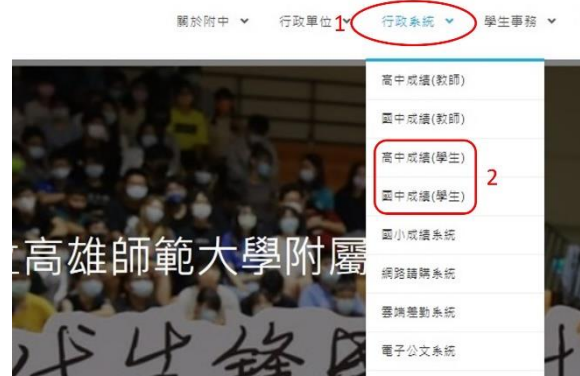 關於附中 行政單位 1 行政系統 學生事務
高中成績(教師)
國中成績(教師)
高中成績(學生)
國中成績(學生)
2
國小成績系統
立高雄師範大學附屬
網路請購系統
雲端差勤系統
電子公文系統